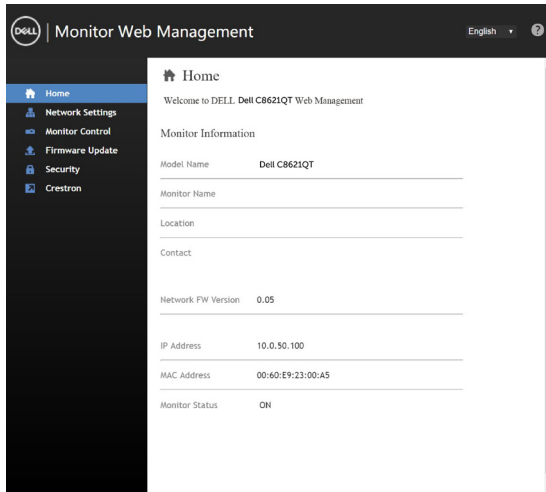 DELL
Monitor Web Management
English
?
Home
Network Settings
Monitor Control
Firmware Update
Security
Crestron
Home
Welcome to DELL Dell C8621QT Web Management
Monitor Information
Model Name Dell C8621QT
Monitor Name
Location
Contact
Network FW Version 0.05
IP Address 10.0.50.100
MAC Address 00:60:E9:23:00:A5
Monitor Status ON